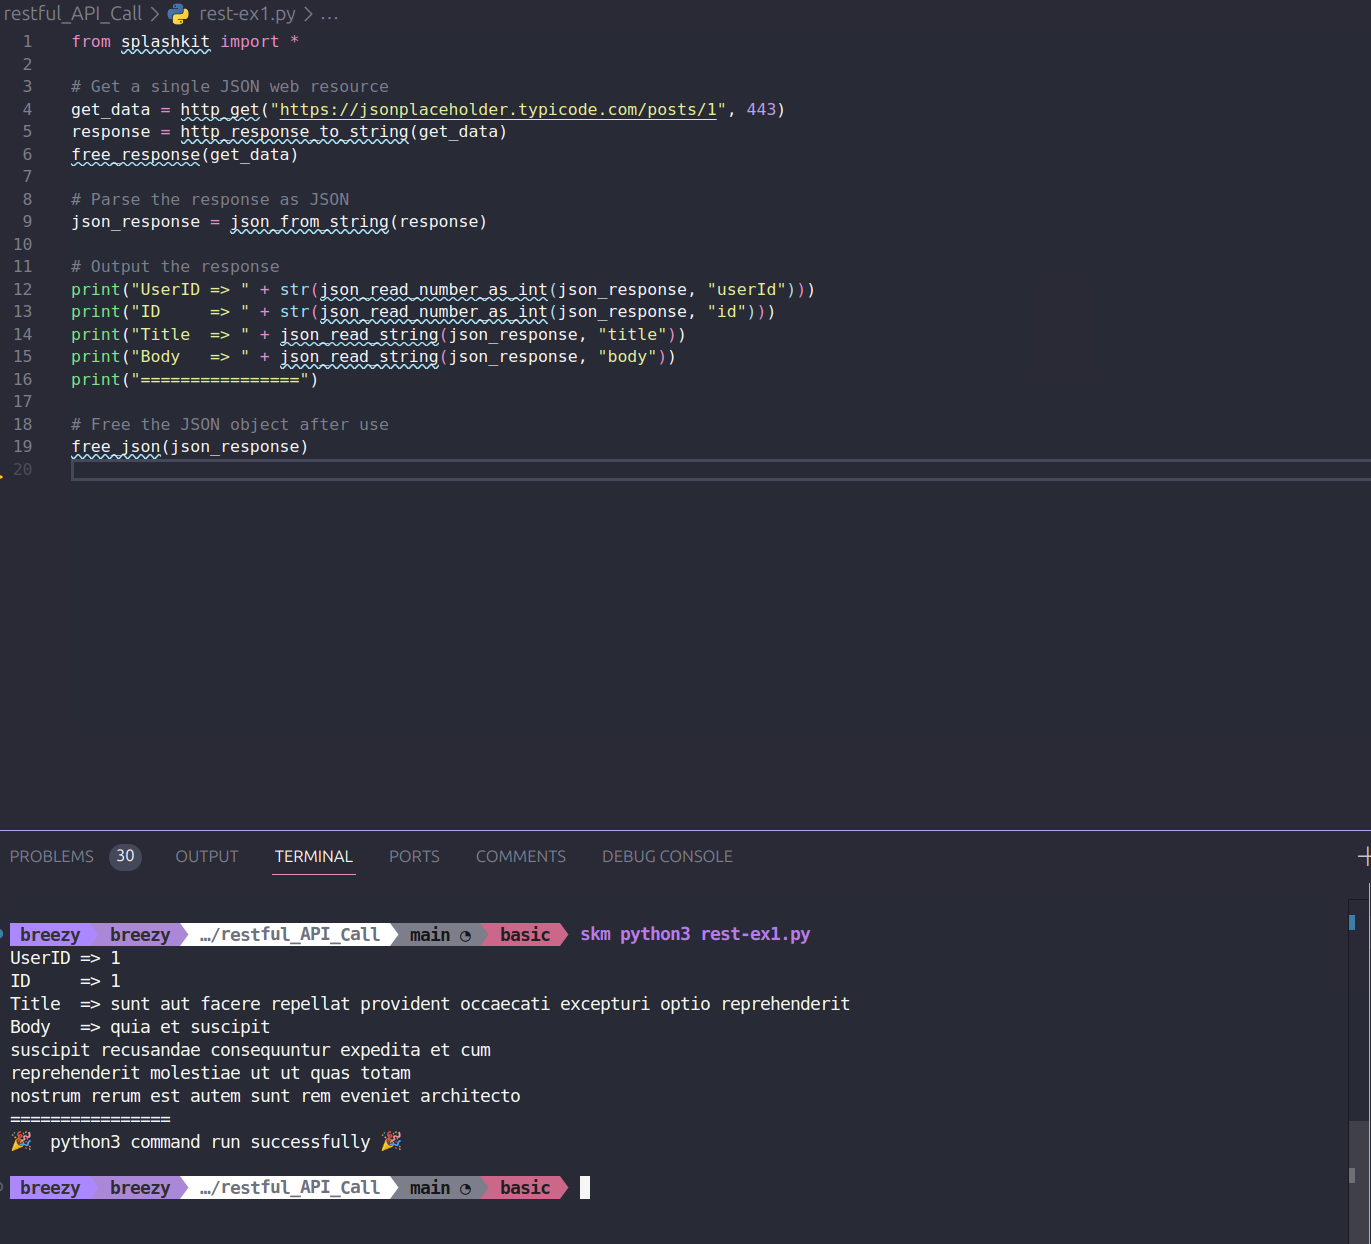 restful_API_Call > rest-ex1.py > ...
1 from splashkit import *
2
3 # Get a single JSON web resource
4 get_data = http_get("https://jsonplaceholder.typicode.com/posts/1", 443)
5 response = http_response_to_string(get_data)
6 free_response(get_data)
7
8 # Parse the response as JSON
9 json_response = json_from_string(response)
10
11 # Output the response
12 print("UserID => " + str(json_read_number_as_int(json_response, "userId")))
13 print("ID     => " + str(json_read_number_as_int(json_response, "id")))
14 print("Title  => " + json_read_string(json_response, "title"))
15 print("Body   => " + json_read_string(json_response, "body"))
16 print("================")
17
18 # Free the JSON object after use
19 free_json(json_response)
20
PROBLEMS 30 OUTPUT TERMINAL PORTS COMMENTS DEBUG CONSOLE
breezy breezy …/restful_API_Call main basic skm python3 rest-ex1.py
UserID => 1
ID     => 1
Title  => sunt aut facere repellat provident occaecati excepturi optio reprehenderit
Body   => quia et suscipit
suscipit recusandae consequuntur expedita et cum
reprehenderit molestiae ut ut quas totam
nostrum rerum est autem sunt rem eveniet architecto
================
🎉 python3 command run successfully 🎉
breezy breezy …/restful_API_Call main basic